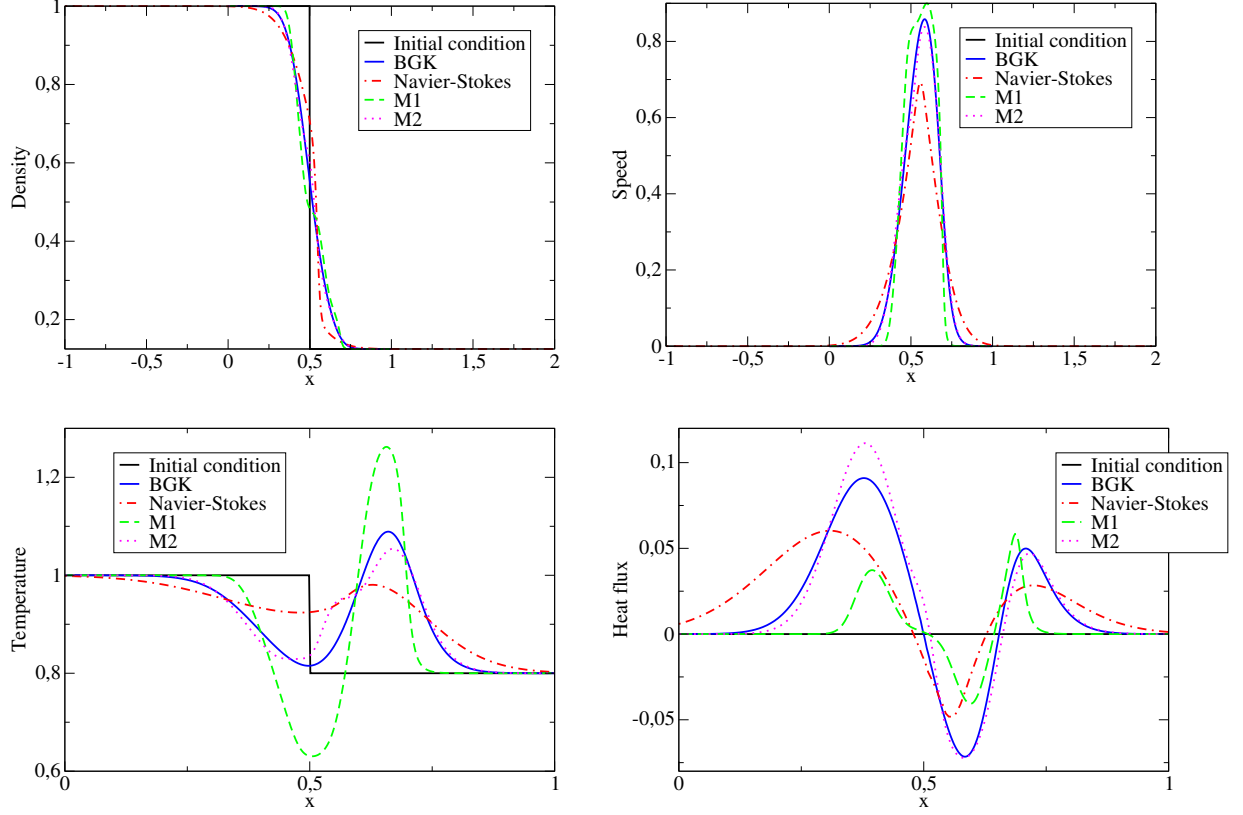 1
0,8
0,6
0,4
0,2
Density
-1
-0,5
0
0,5
1
1,5
2
x
Initial condition
BGK
Navier-Stokes
M1
M2
0,8
0,6
0,4
0,2
0
Speed
-1
-0,5
0
0,5
1
1,5
2
x
Initial condition
BGK
Navier-Stokes
M1
M2
1,2
1
0,8
0,6
Temperature
0
0,5
1
x
Initial condition
BGK
Navier-Stokes
M1
M2
0,1
0,05
0
-0,05
Heat flux
0
0,5
1
x
Initial condition
BGK
Navier-Stokes
M1
M2